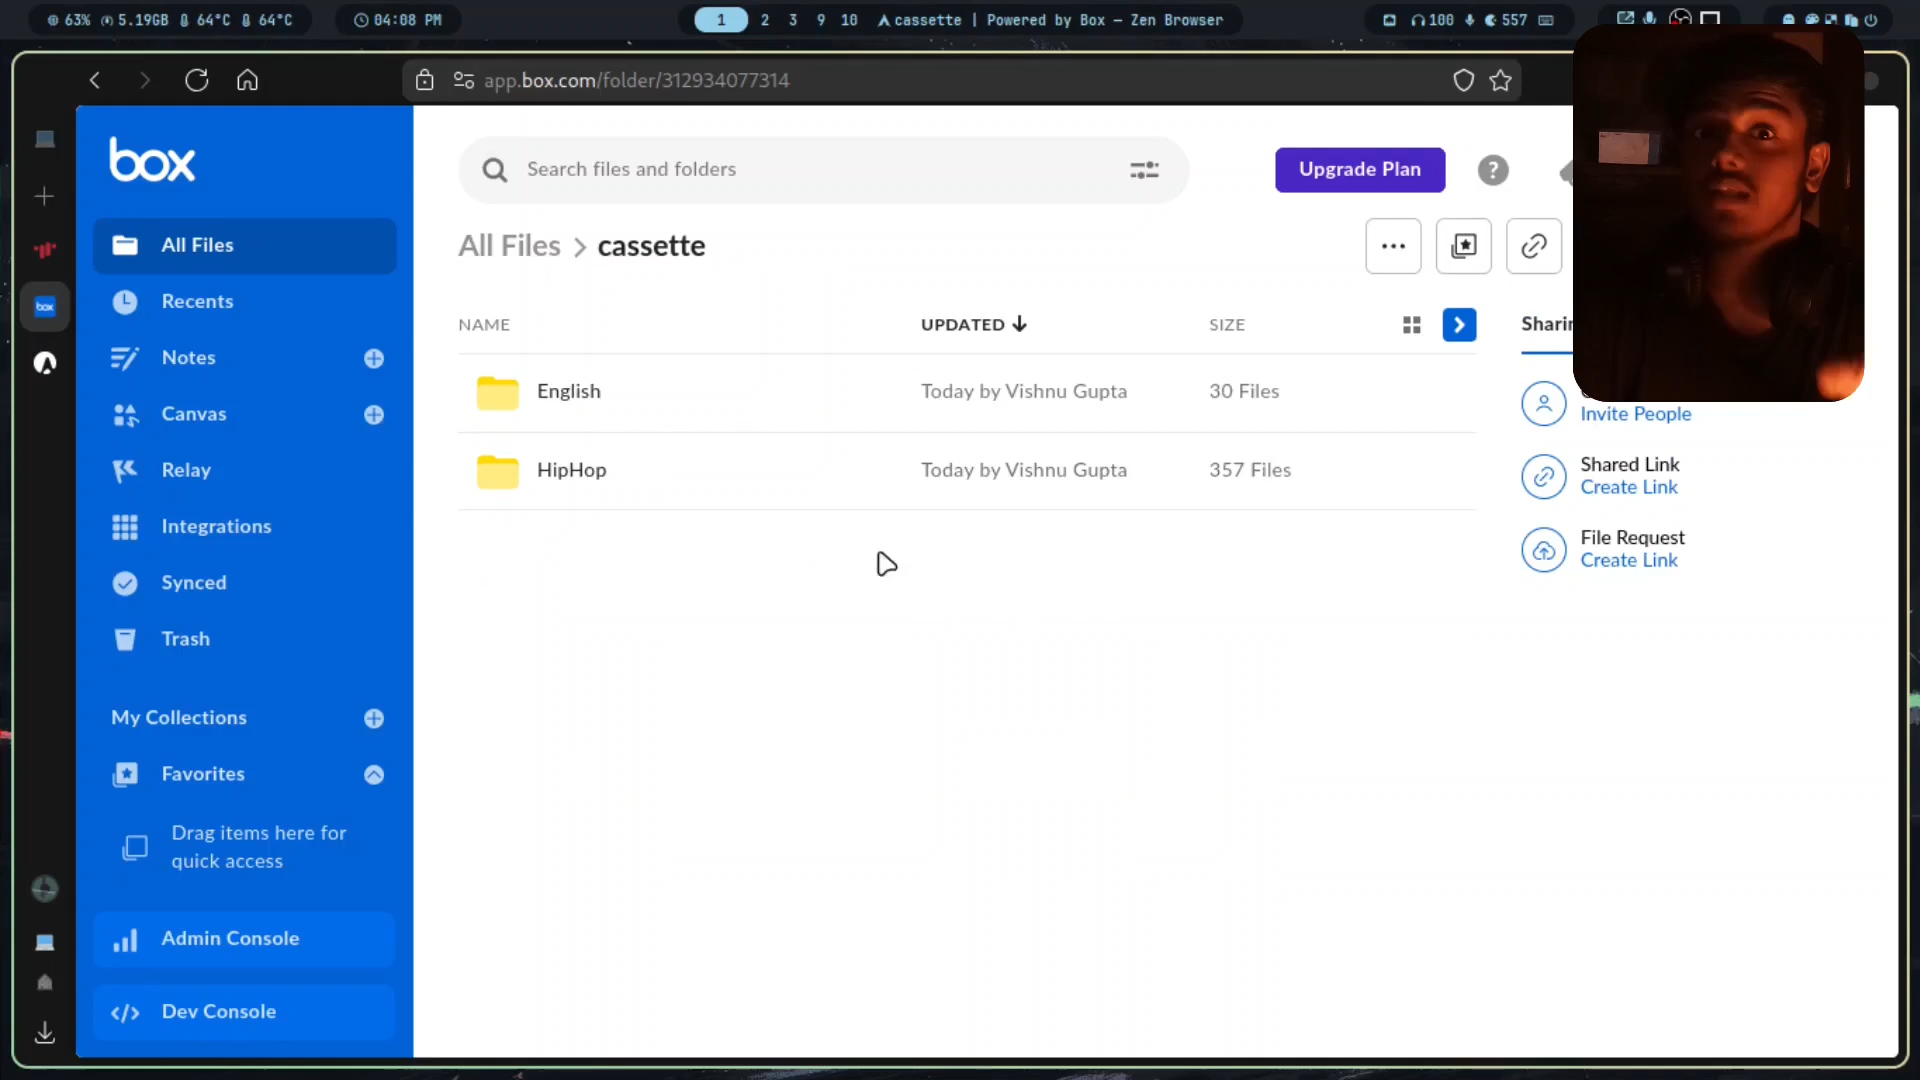 63% 5.19GB 64°C 64°C
04:08 PM
1 2 3 9 10
cassette | Powered by Box — Zen Browser
100 557
app.box.com/folder/312934077314
box
box
Search files and folders
Upgrade Plan
?
All Files
Recents
Notes
Canvas
Relay
Integrations
Synced
Trash
My Collections
Favorites
Drag items here for
quick access
Admin Console
Dev Console
All Files > cassette
NAME UPDATED SIZE
English Today by Vishnu Gupta 30 Files
HipHop Today by Vishnu Gupta 357 Files
Invite People
Shared Link
Create Link
File Request
Create Link